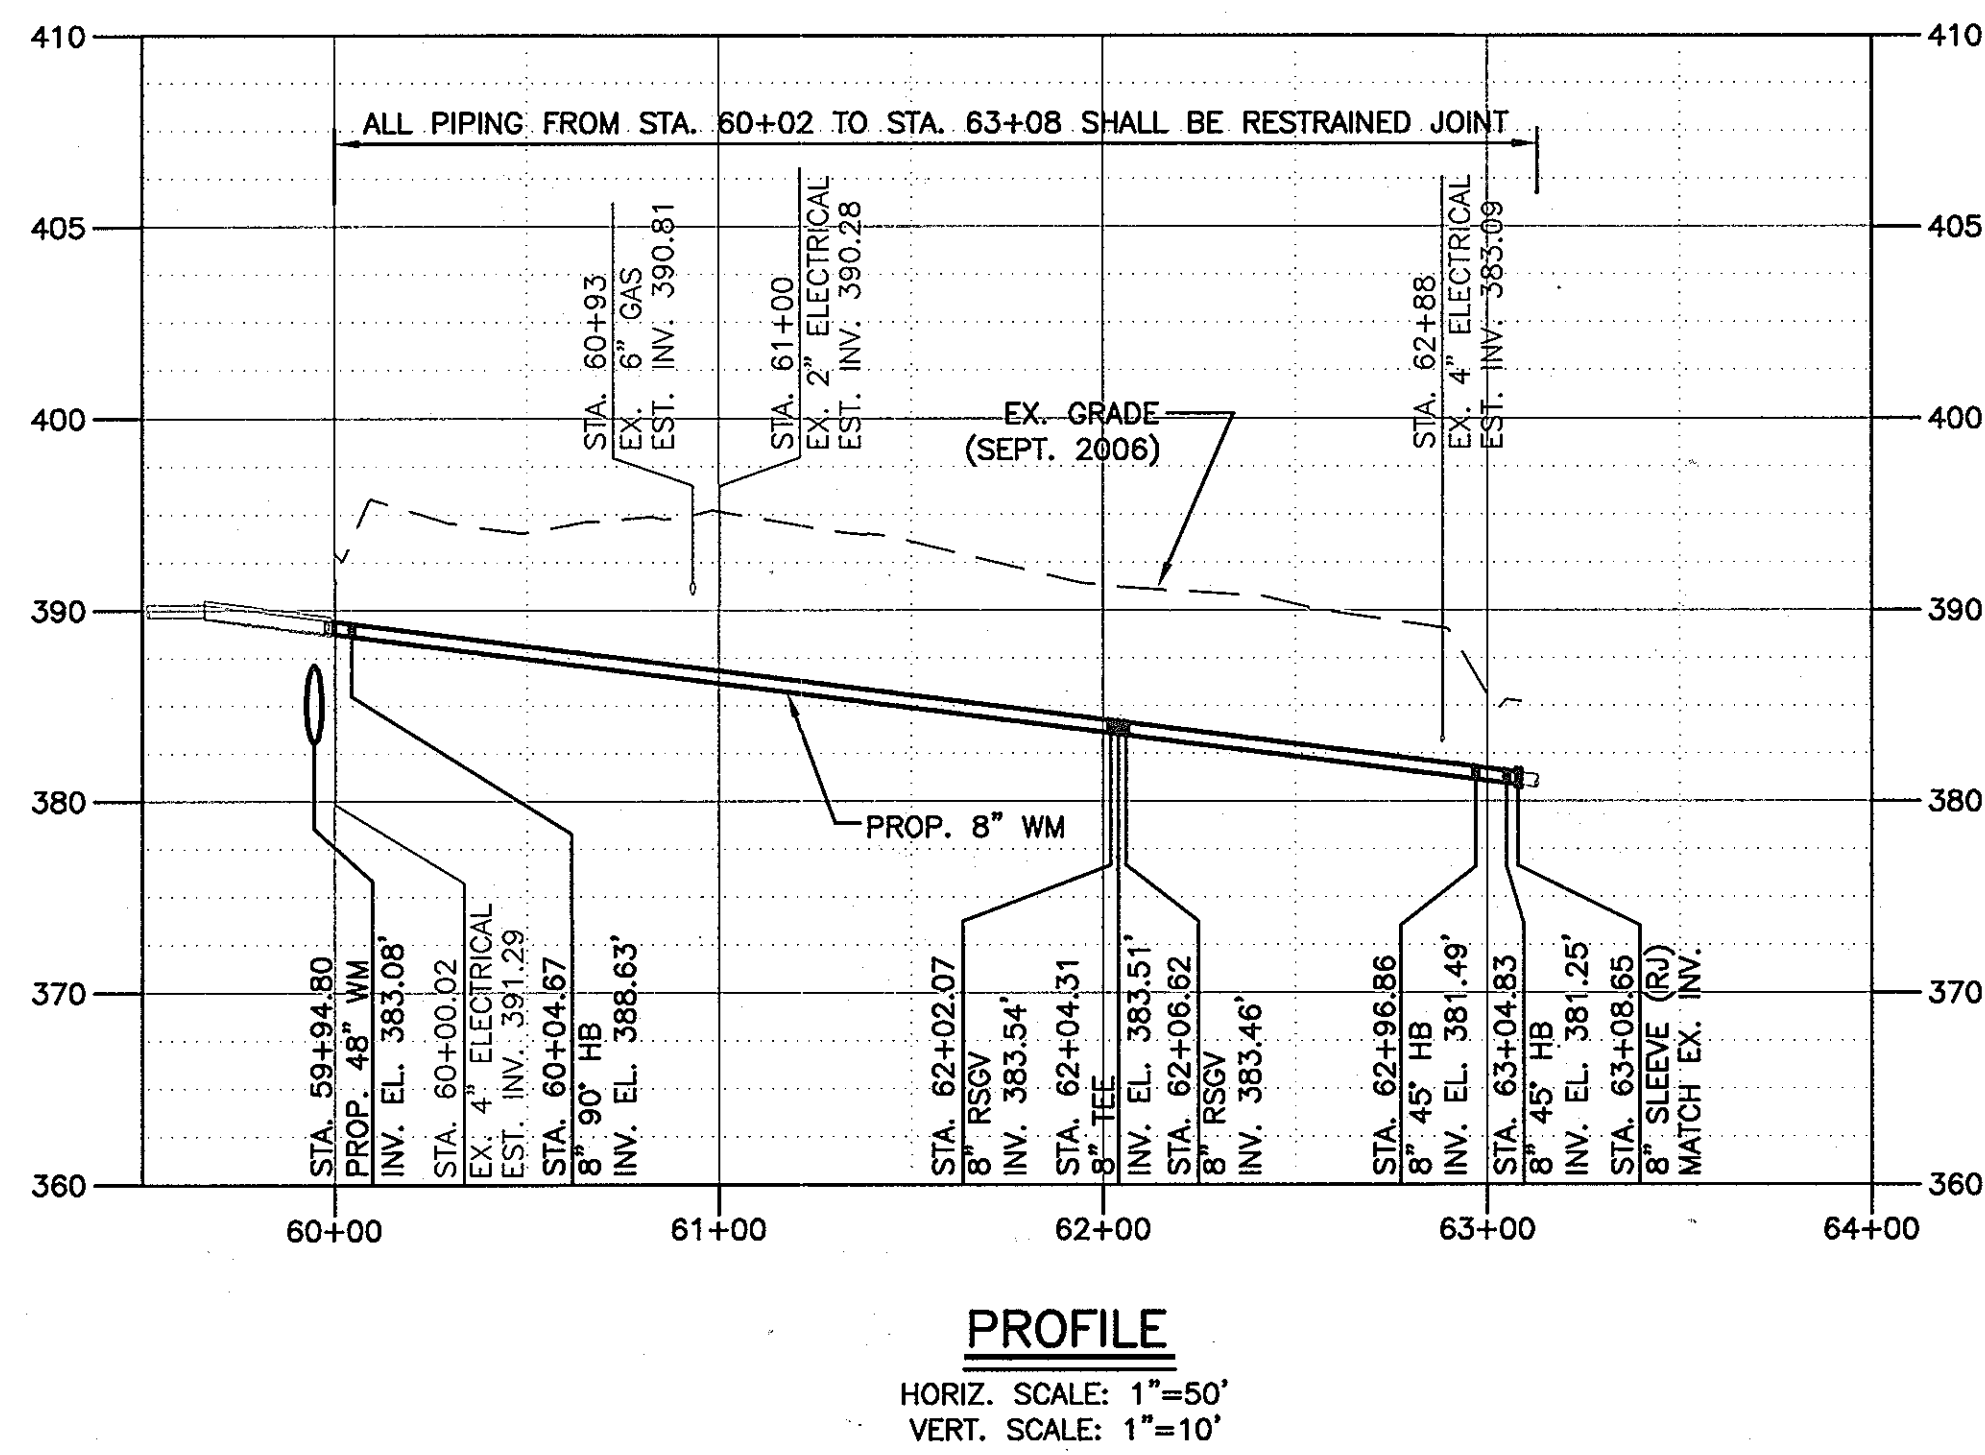 410
410
ALL PIPING FROM STA. 60+02 TO STA. 63+08 SHALL BE RESTRAINED JOINT
405
405
STA. 60+93
EX. 6" GAS
EST. INV. 390.81
STA. 61+00
EX. 2" ELECTRICAL
EST. INV. 390.28
STA. 62+88
EX. 4" ELECTRICAL
EST. INV. 383.09
400
400
EX. GRADE
(SEPT. 2006)
390
390
380
380
PROP. 8" WM
370
370
STA. 59+94.80
PROP. 48" WM
INV. EL. 383.08'
STA. 60+00.02
EX. 4" ELECTRICAL
EST. INV. 391.29
STA. 60+04.67
8" 90° HB
INV. EL. 388.63'
STA. 62+02.07
8" RSGV
INV. 383.54'
STA. 62+04.31
8" TEE
INV. EL. 383.51'
STA. 62+06.62
8" RSGV
INV. 383.46'
STA. 62+96.86
8" 45° HB
INV. EL. 381.49'
STA. 63+04.83
8" 45° HB
INV. EL. 381.25'
STA. 63+08.65
8" SLEEVE (RJ)
MATCH EX. INV.
360
360
60+00
61+00
62+00
63+00
64+00
PROFILE
HORIZ. SCALE: 1"=50'
VERT. SCALE: 1"=10'